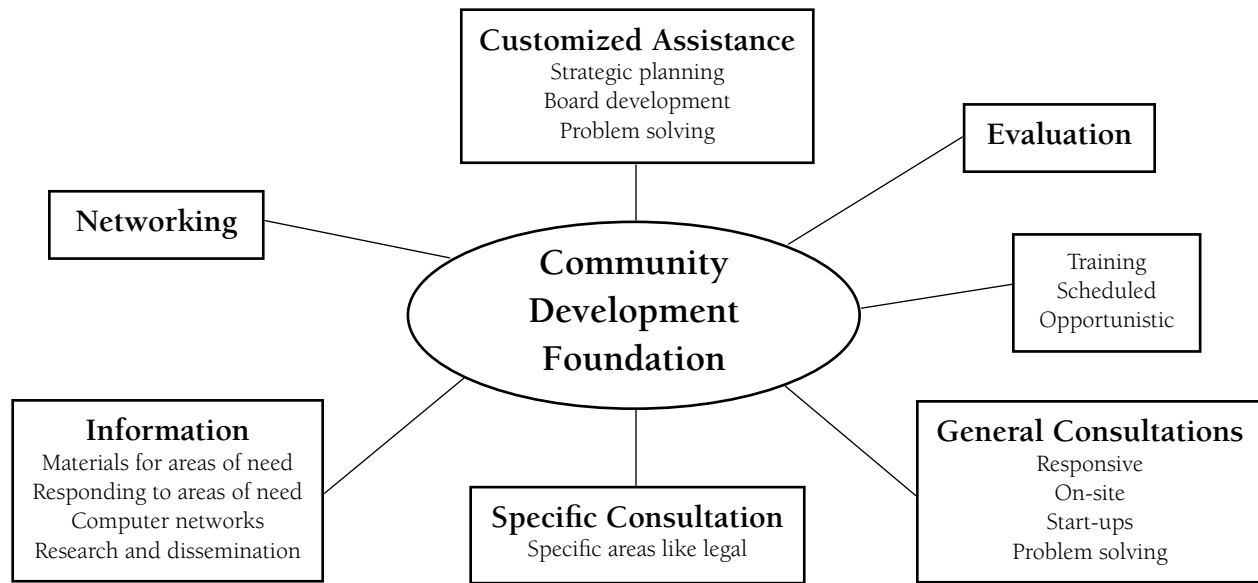 Customized Assistance
Strategic planning
Board development
Problem solving
Evaluation
Networking
Community
Development
Foundation
Training
Scheduled
Opportunistic
Information
Materials for areas of need
Responding to areas of need
Computer networks
Research and dissemination
Specific Consultation
Specific areas like legal
General Consultations
Responsive
On-site
Start-ups
Problem solving